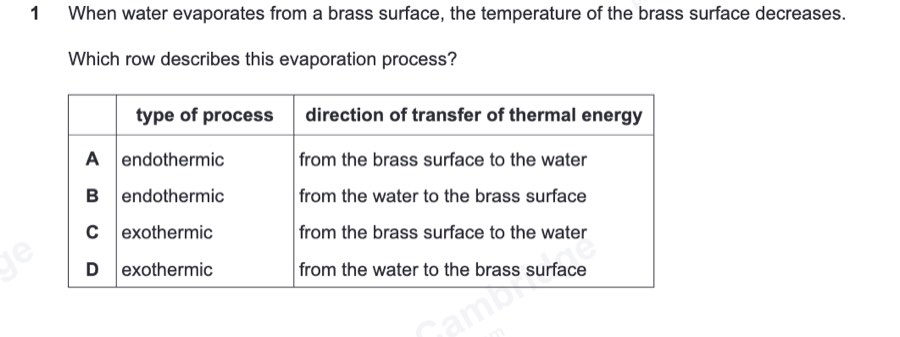 1 When water evaporates from a brass surface, the temperature of the brass surface decreases.
Which row describes this evaporation process?
type of process direction of transfer of thermal energy
A endothermic from the brass surface to the water
B endothermic from the water to the brass surface
C exothermic from the brass surface to the water
D exothermic from the water to the brass surface